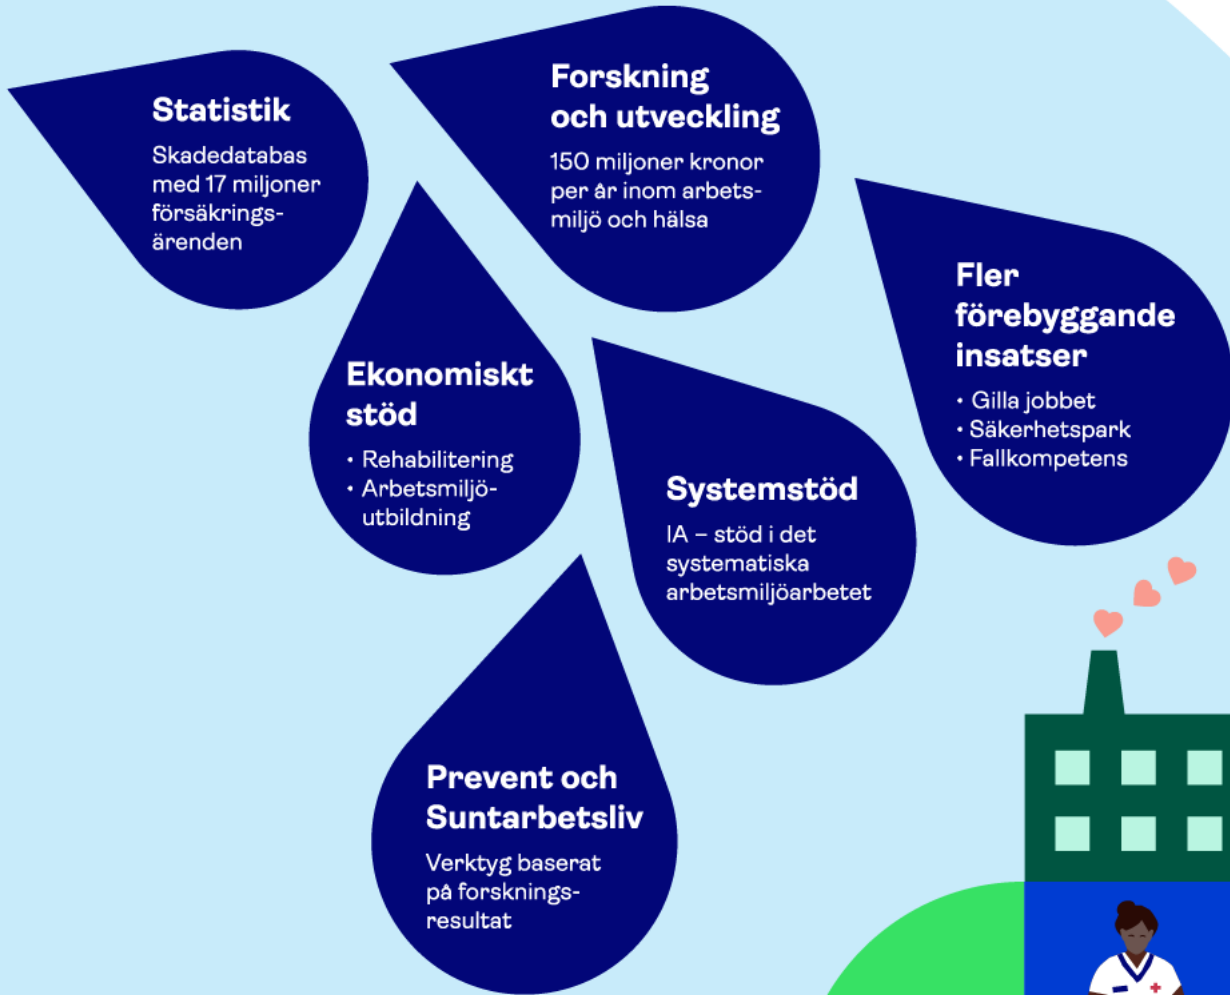 Statistik
Skadedatabas
med 17 miljoner
försäkrings-
ärenden
Forskning
och utveckling
150 miljoner kronor
per år inom arbets-
miljö och hälsa
Fler
förebyggande
insatser
• Gilla jobbet
• Säkerhetspark
• Fallkompetens
Ekonomiskt
stöd
• Rehabilitering
• Arbetsmiljö-
utbildning
Systemstöd
IA – stöd i det
systematiska
arbetsmiljöarbetet
Prevent och
Suntarbetsliv
Verktyg baserat
på forsknings-
resultat